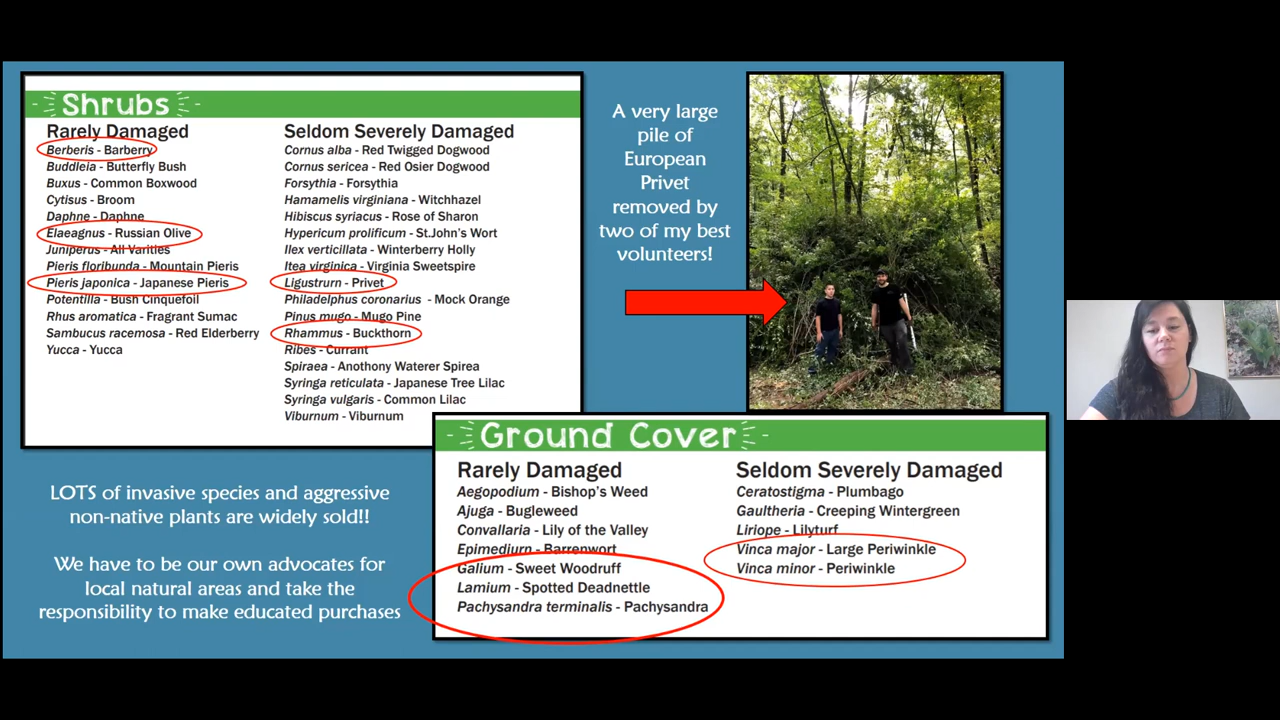 Shrubs
Rarely Damaged
Berberis - Barberry
Buddleia - Butterfly Bush
Buxus - Common Boxwood
Cytisus - Broom
Daphne - Daphne
Elaeagnus - Russian Olive
Juniperus - All Varities
Pieris floribunda - Mountain Pieris
Pieris japonica - Japanese Pieris
Potentilla - Bush Cinquefoil
Rhus aromatica - Fragrant Sumac
Sambucus racemosa - Red Elderberry
Yucca - Yucca
Seldom Severely Damaged
Cornus alba - Red Twigged Dogwood
Cornus sericea - Red Osier Dogwood
Forsythia - Forsythia
Hamamelis virginiana - Witchhazel
Hibiscus syriacus - Rose of Sharon
Hypericum prolificum - St.John's Wort
Ilex verticillata - Winterberry Holly
Itea virginica - Virginia Sweetspire
Ligustrurn - Privet
Philadelphus coronarius - Mock Orange
Pinus mugo - Mugo Pine
Rhammus - Buckthorn
Ribes - Currant
Spiraea - Anothony Waterer Spirea
Syringa reticulata - Japanese Tree Lilac
Syringa vulgaris - Common Lilac
Viburnum - Viburnum
A very large
pile of
European
Privet
removed by
two of my best
volunteers!
Ground Cover
Rarely Damaged
Aegopodium - Bishop's Weed
Ajuga - Bugleweed
Convallaria - Lily of the Valley
Epimediurn - Barrenwort
Galium - Sweet Woodruff
Lamium - Spotted Deadnettle
Pachysandra terminalis - Pachysandra
Seldom Severely Damaged
Ceratostigma - Plumbago
Gaultheria - Creeping Wintergreen
Liriope - Lilyturf
Vinca major - Large Periwinkle
Vinca minor - Periwinkle
LOTS of invasive species and aggressive
non-native plants are widely sold!!
We have to be our own advocates for
local natural areas and take the
responsibility to make educated purchases